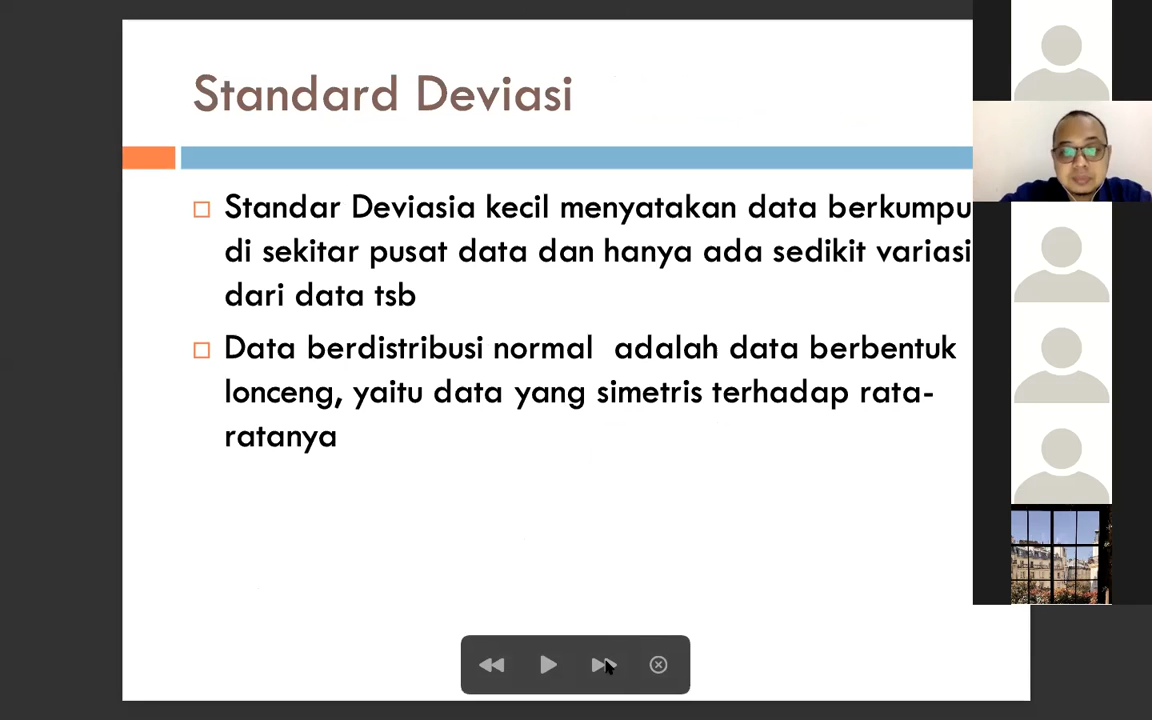 Standard Deviasi
Standar Deviasia kecil menyatakan data berkumpu
di sekitar pusat data dan hanya ada sedikit variasi
dari data tsb
Data berdistribusi normal adalah data berbentuk
lonceng, yaitu data yang simetris terhadap rata-
ratanya